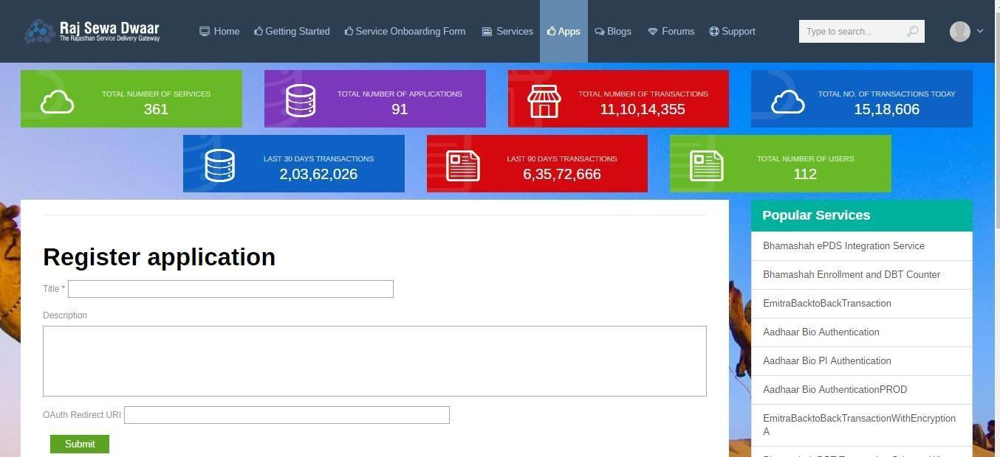 Raj Sewa Dwaar
The Rajasthan Service Delivery Gateway
Home
Getting Started
Service Onboarding Form
Services
Apps
Blogs
Forums
Support
Type to search...
TOTAL NUMBER OF SERVICES
361
TOTAL NUMBER OF APPLICATIONS
91
TOTAL NUMBER OF TRANSACTIONS
11,10,14,355
TOTAL NO. OF TRANSACTIONS TODAY
15,18,606
LAST 30 DAYS TRANSACTIONS
2,03,62,026
LAST 90 DAYS TRANSACTIONS
6,35,72,666
TOTAL NUMBER OF USERS
112
Register application
Title *
Description
OAuth Redirect URI
Submit
Popular Services
Bhamashah ePDS Integration Service
Bhamashah Enrollment and DBT Counter
EmitraBacktoBackTransaction
Aadhaar Bio Authentication
Aadhaar Bio PI Authentication
Aadhaar Bio AuthenticationPROD
EmitraBacktoBackTransactionWithEncryption
A